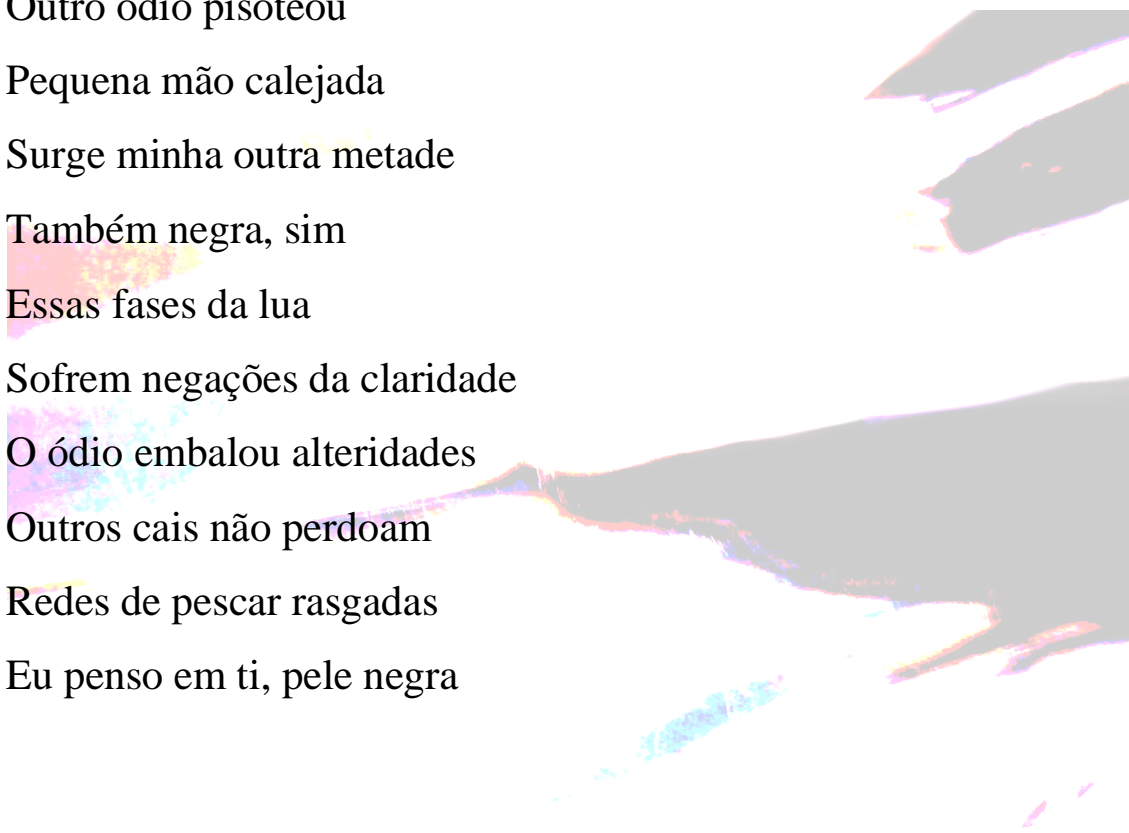 Outro ódio pisoteou
Pequena mão calejada
Surge minha outra metade
Também negra, sim
Essas fases da lua
Sofrem negações da claridade
O ódio embalou alteridades
Outros cais não perdoam
Redes de pescar rasgadas
Eu penso em ti, pele negra